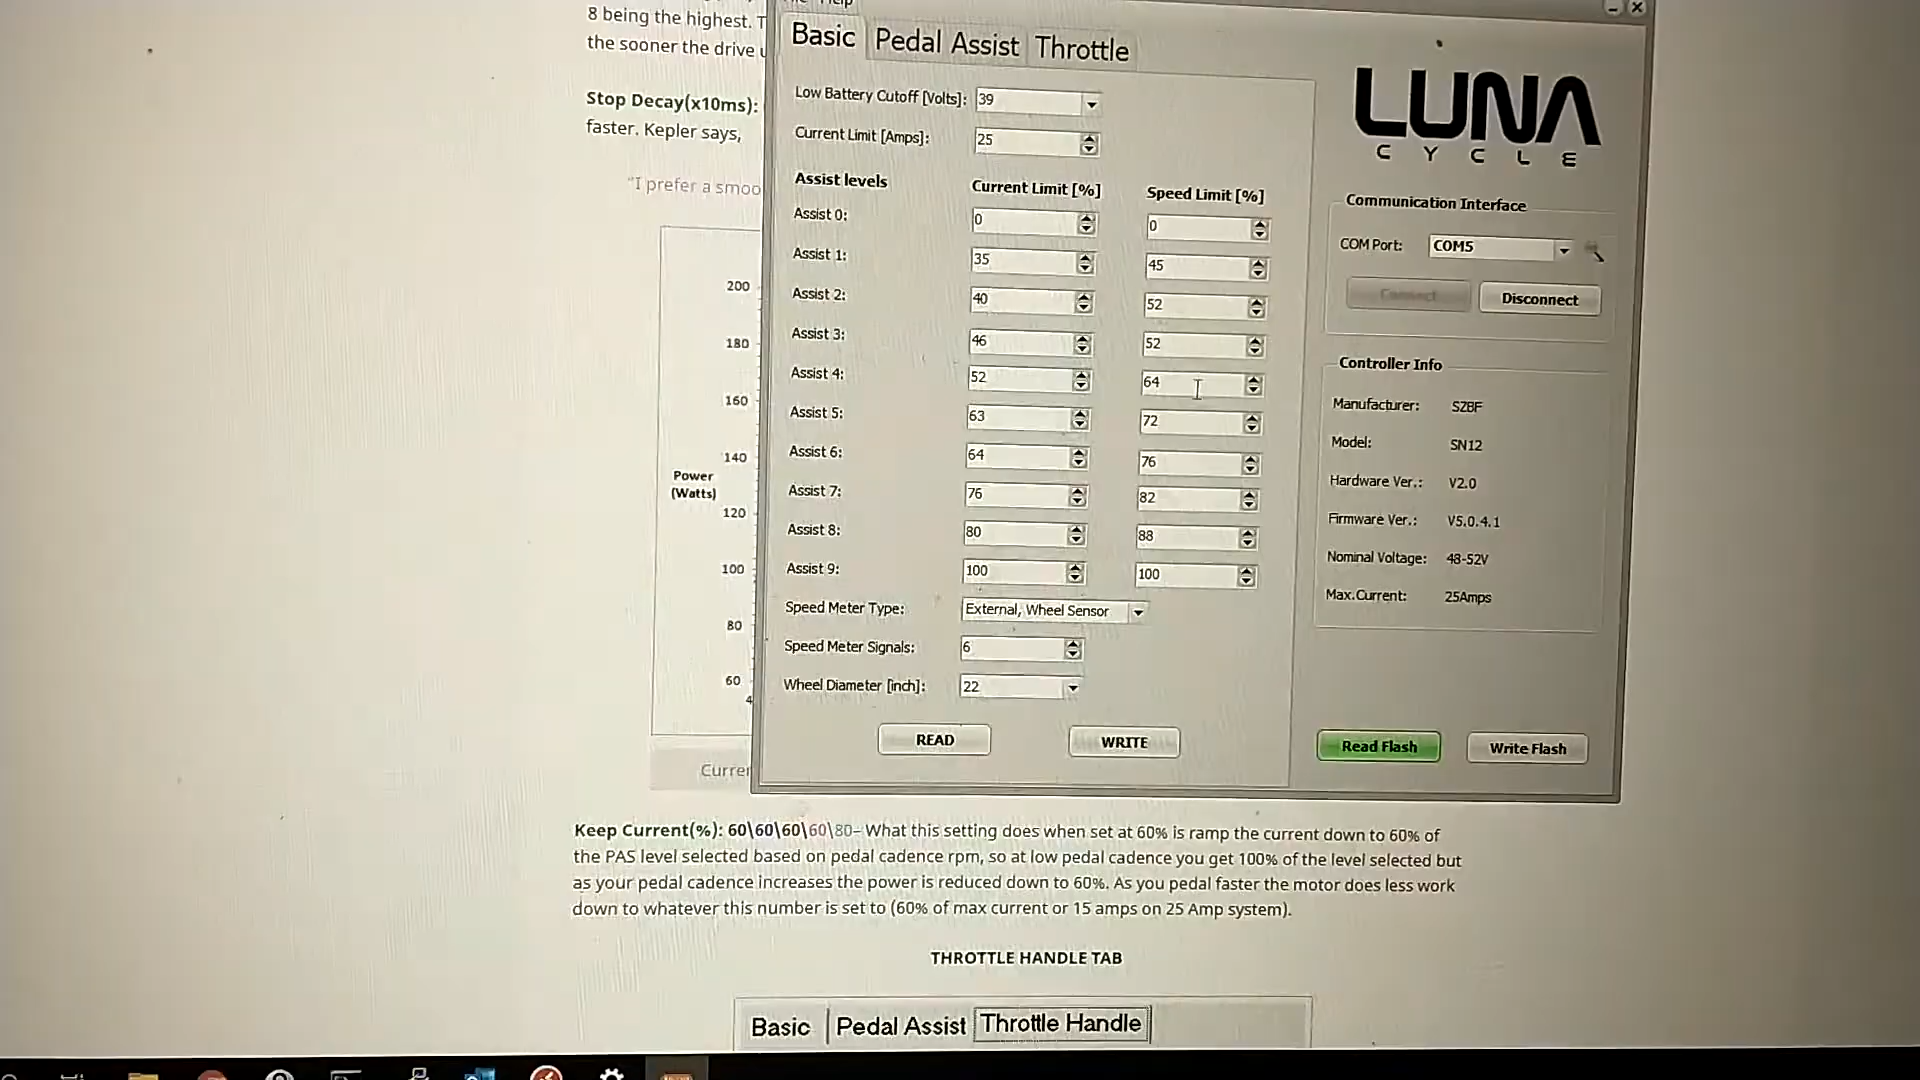 8 being the highest. T
the sooner the drive u
Stop Decay(x10ms):
faster. Kepler says,
"I prefer a smoo
200
180
160
140
Power
(Watts)
120
100
80
60
4
Curre
Help
Basic
Pedal Assist
Throttle
Low Battery Cutoff [Volts]: 39
Current Limit [Amps]: 25
Assist levels Current Limit [%] Speed Limit [%]
Assist 0: 0 0
Assist 1: 35 45
Assist 2: 40 52
Assist 3: 46 52
Assist 4: 52 64
Assist 5: 63 72
Assist 6: 64 76
Assist 7: 76 82
Assist 8: 80 88
Assist 9: 100 100
Speed Meter Type: External, Wheel Sensor
Speed Meter Signals: 6
Wheel Diameter [inch]: 22
READ WRITE
LUNA
CYCLE
Communication Interface
COM Port: COM5
Connect Disconnect
Controller Info
Manufacturer: SZBF
Model: SN12
Hardware Ver.: V2.0
Firmware Ver.: V5.0.4.1
Nominal Voltage: 48-52V
Max.Current: 25Amps
Read Flash Write Flash
Keep Current(%): 60\60\60\60\80– What this setting does when set at 60% is ramp the current down to 60% of
the PAS level selected based on pedal cadence rpm, so at low pedal cadence you get 100% of the level selected but
as your pedal cadence increases the power is reduced down to 60%. As you pedal faster the motor does less work
down to whatever this number is set to (60% of max current or 15 amps on 25 Amp system).
THROTTLE HANDLE TAB
Basic Pedal Assist Throttle Handle